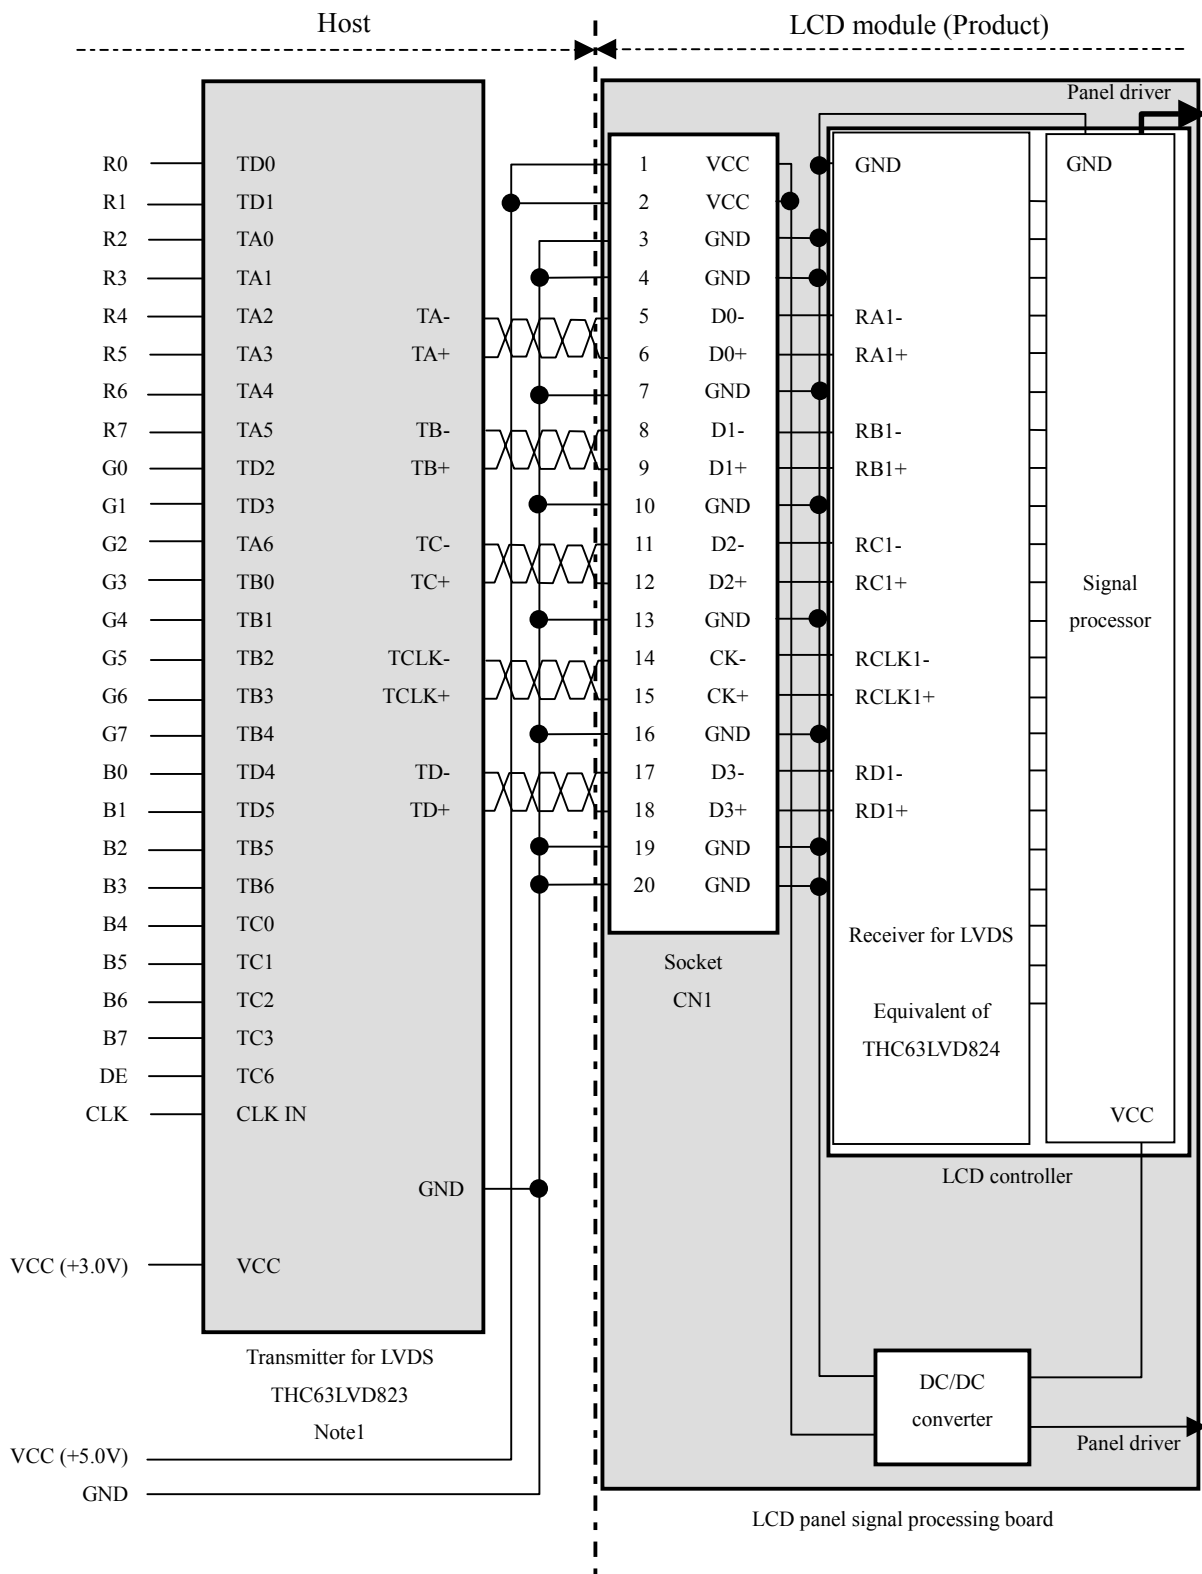 Host LCD module (Product)
Panel driver
R0 TD0 1 VCC GND GND
R1 TD1 2 VCC
R2 TA0 3 GND
R3 TA1 4 GND
R4 TA2 TA- 5 D0- RA1-
R5 TA3 TA+ 6 D0+ RA1+
R6 TA4 7 GND
R7 TA5 TB- 8 D1- RB1-
G0 TD2 TB+ 9 D1+ RB1+
G1 TD3 10 GND
G2 TA6 TC- 11 D2- RC1-
G3 TB0 TC+ 12 D2+ RC1+ Signal
G4 TB1 13 GND processor
G5 TB2 TCLK- 14 CK- RCLK1-
G6 TB3 TCLK+ 15 CK+ RCLK1+
G7 TB4 16 GND
B0 TD4 TD- 17 D3- RD1-
B1 TD5 TD+ 18 D3+ RD1+
B2 TB5 19 GND
B3 TB6 20 GND
B4 TC0 Receiver for LVDS
B5 TC1 Socket
B6 TC2 CN1 Equivalent of
B7 TC3 THC63LVD824
DE TC6
CLK CLK IN VCC
GND LCD controller
VCC (+3.0V) VCC
Transmitter for LVDS
THC63LVD823 DC/DC
Note1 converter
VCC (+5.0V) Panel driver
GND
LCD panel signal processing board